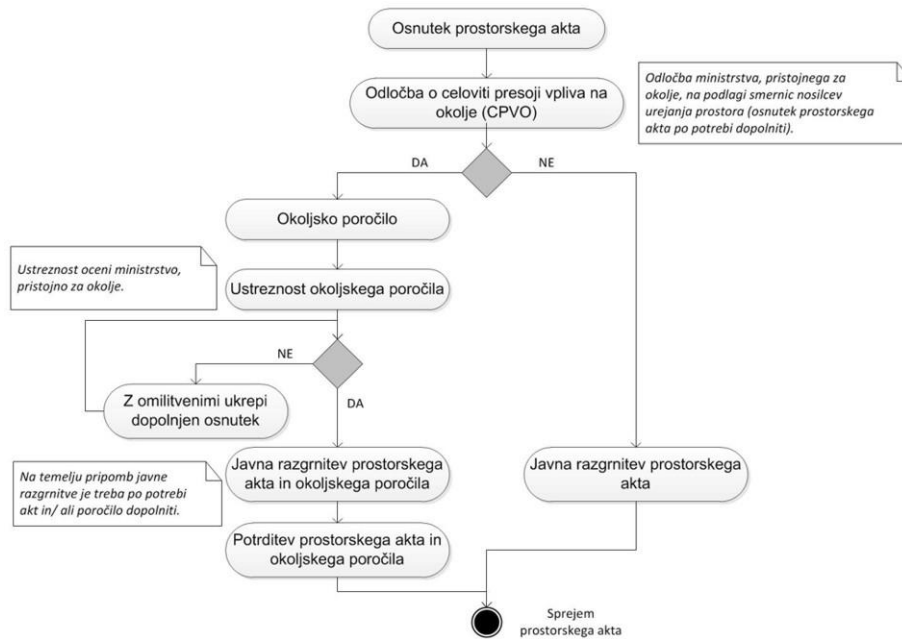 Osnutek prostorskega akta
Odločba o celoviti presoji vpliva na
okolje (CPVO)
Odločba ministrstva, pristojnega za
okolje, na podlagi smernic nosilcev
urejanja prostora (osnutek prostorskega
akta po potrebi dopolniti).
DA
NE
Okoljsko poročilo
Ustreznost oceni ministrstvo,
pristojno za okolje.
Ustreznost okoljskega poročila
NE
DA
Z omilitvenimi ukrepi
dopolnjen osnutek
Na temelju pripomb javne
razgrnitve je treba po potrebi
akt in/ ali poročilo dopolniti.
Javna razgrnitev prostorskega
akta in okoljskega poročila
Javna razgrnitev prostorskega
akta
Potrditev prostorskega akta in
okoljskega poročila
Sprejem
prostorskega akta